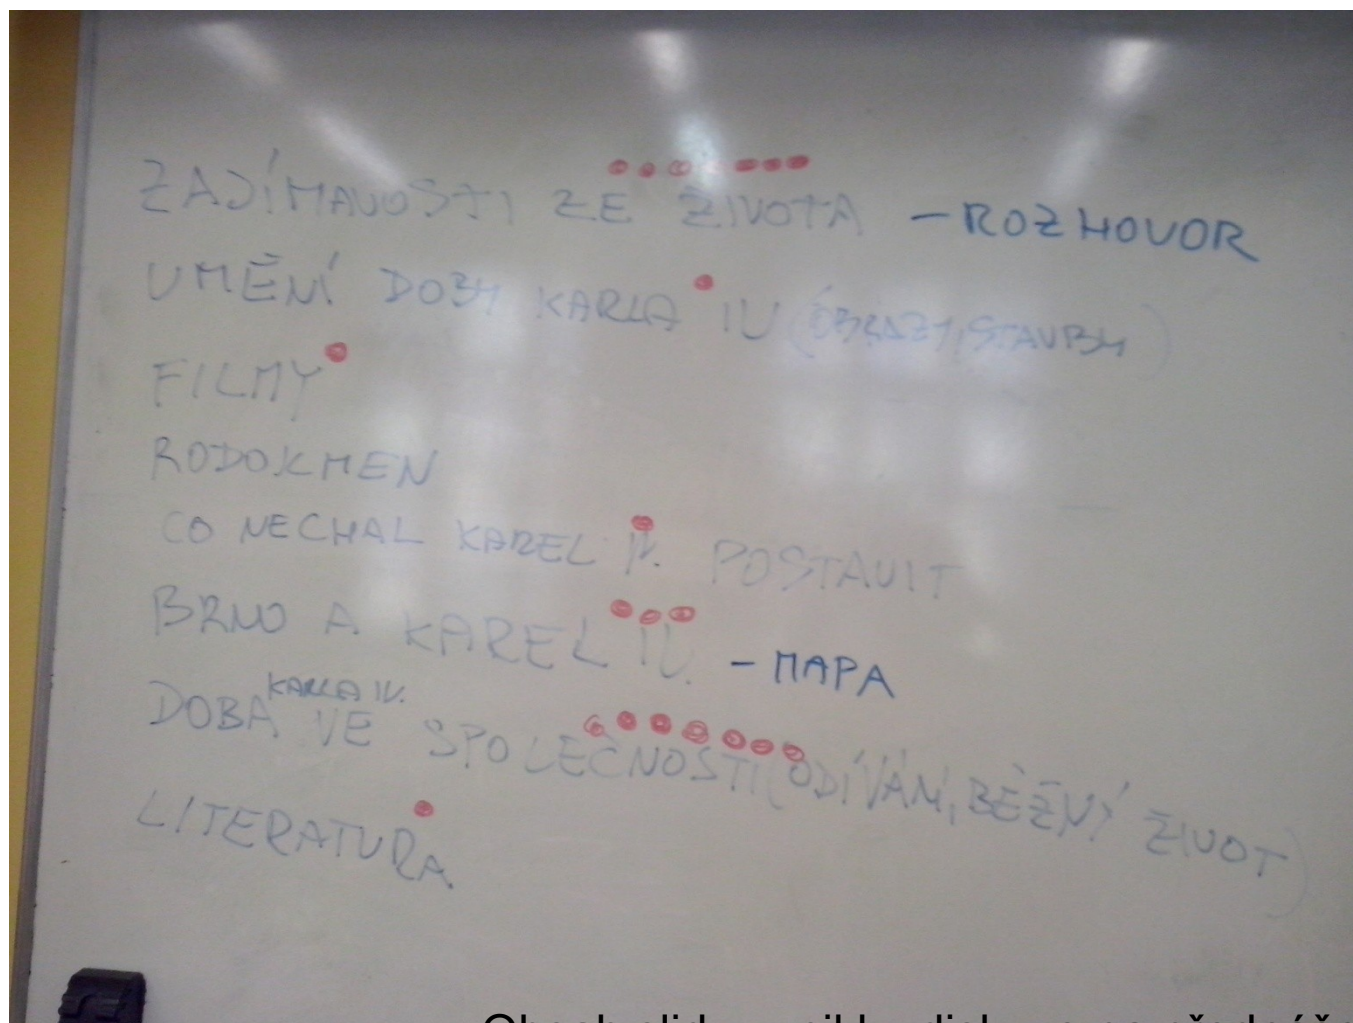 ZAJÍMAVOSTI ZE ŽIVOTA – ROZHOVOR
UMĚNÍ DOBY KARLA IV (OBRAZY, STAVBY)
FILMY
RODOKMEN
CO NECHAL KAREL IV. POSTAVIT
BRNO A KAREL IV. – MAPA
DOBA KARLA IV. VE SPOLEČNOSTI (ODÍVÁNÍ, BĚŽNÝ ŽIVOT)
LITERATURA